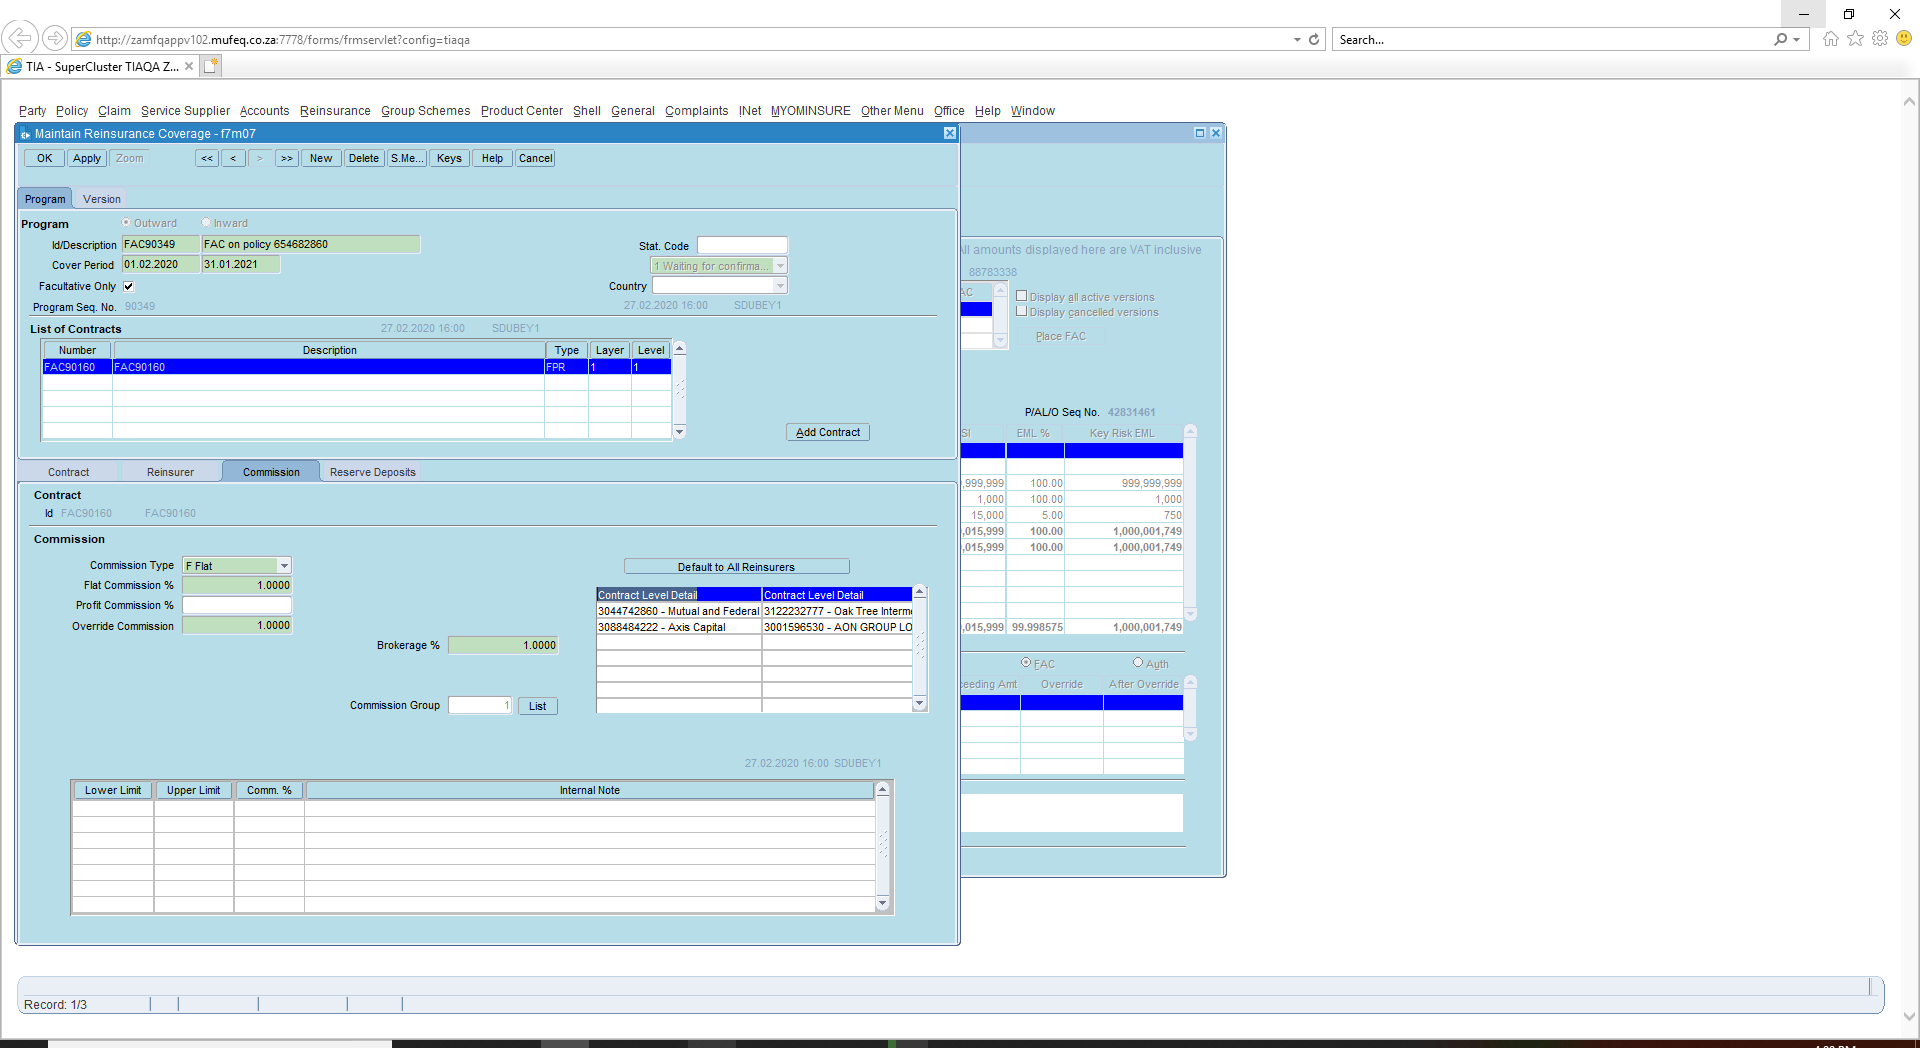 http://zamfqappv102.mufeq.co.za:7778/forms/frmservlet?config=tiaqa
Search...
TIA - SuperCluster TIAQA Z...
Party Policy Claim Service Supplier Accounts Reinsurance Group Schemes Product Center Shell General Complaints INet MYOMINSURE Other Menu Office Help Window
Maintain Reinsurance Coverage - f7m07
OK Apply Zoom << < > >> New Delete S.Me... Keys Help Cancel
Program Version
Program Outward Inward
Id/Description FAC90349 FAC on policy 654682860 Stat. Code
Cover Period 01.02.2020 31.01.2021 1 Waiting for confirma...
Facultative Only Country
Program Seq. No. 90349 27.02.2020 16:00 SDUBEY1
List of Contracts 27.02.2020 16:00 SDUBEY1
Number Description Type Layer Level
FAC90160 FAC90160 FPR 1 1
Add Contract
Contract Reinsurer Commission Reserve Deposits
Contract
Id FAC90160 FAC90160
Commission
Commission Type F Flat
Flat Commission % 1.0000
Profit Commission %
Override Commission 1.0000
Brokerage % 1.0000
Commission Group 1 List
Default to All Reinsurers
Contract Level Detail Contract Level Detail
3044742860 - Mutual and Federal 3122232777 - Oak Tree
3088484222 - Axis Capital 3001596530 - AON GROUP
27.02.2020 16:00 SDUBEY1
Lower Limit Upper Limit Comm. % Internal Note
amounts displayed here are VAT inclusive
88783338
Display all active versions
Display cancelled versions
Place FAC
P/AL/O Seq No. 42831461
SI EML % Key Risk EML
,999,999 100.00 999,999,999
1,000 100.00 1,000
15,000 5.00 750
,015,999 100.00 1,000,001,749
,015,999 100.00 1,000,001,749
,015,999 99.998575 1,000,001,749
FAC Auth
ceeding Amt Override After Override
Record: 1/3